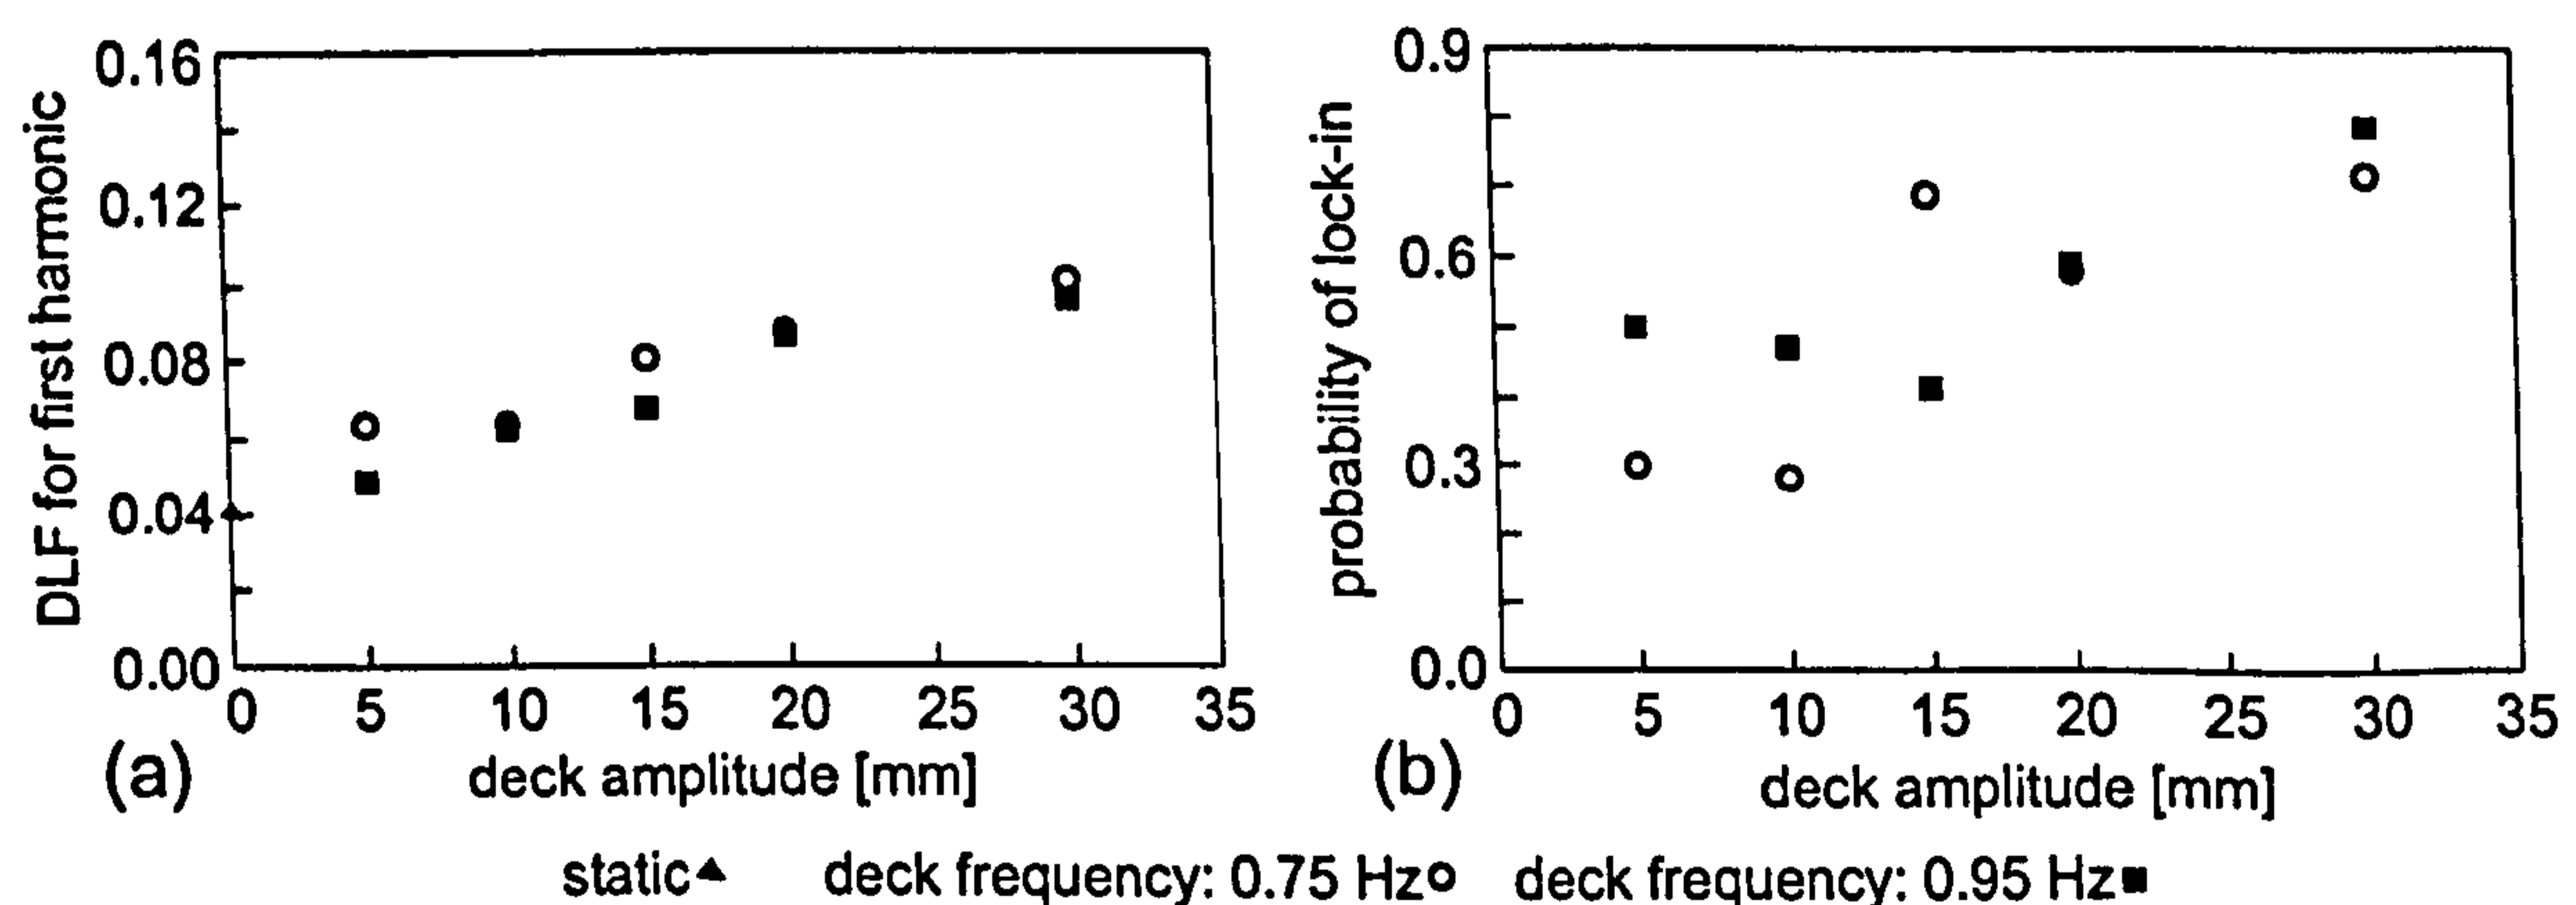 DLF for first harmonic
0.16
0.12
0.08
0.04
0.00
0 5 10 15 20 25 30 35
(a) deck amplitude [mm]
probability of lock-in
0.9
0.6
0.3
0.0
0 5 10 15 20 25 30 35
(b) deck amplitude [mm]
static deck frequency: 0.75 Hz deck frequency: 0.95 Hz